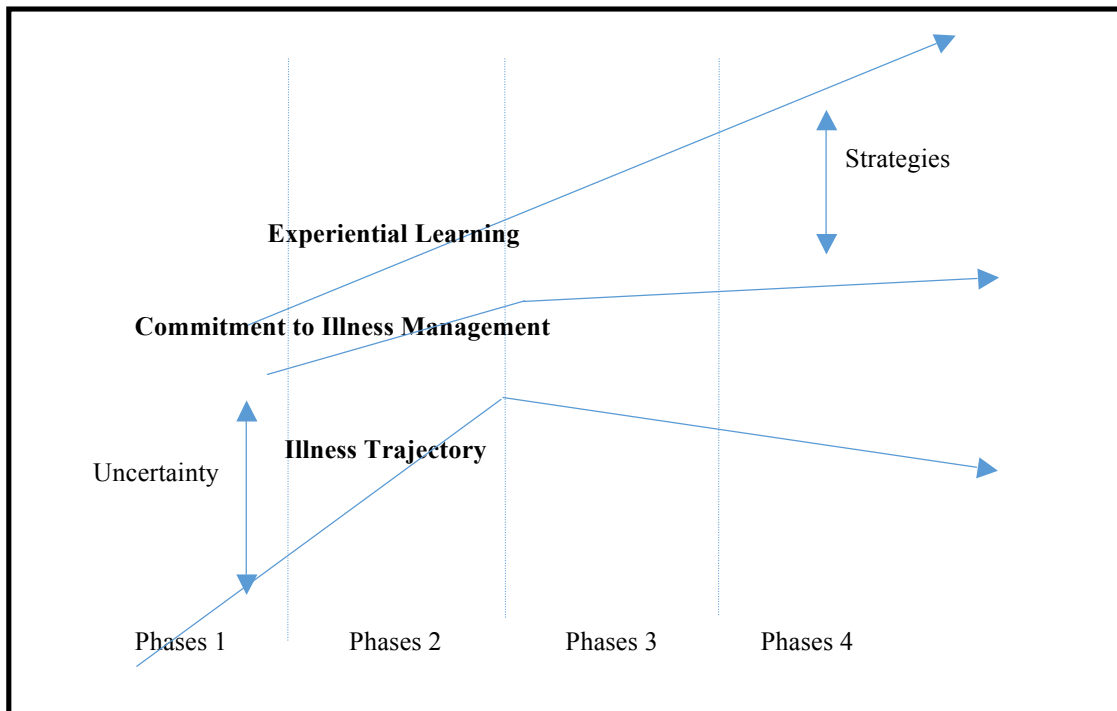 Strategies
Experiential Learning
Commitment to Illness Management
Illness Trajectory
Uncertainty
Phases 1
Phases 2
Phases 3
Phases 4